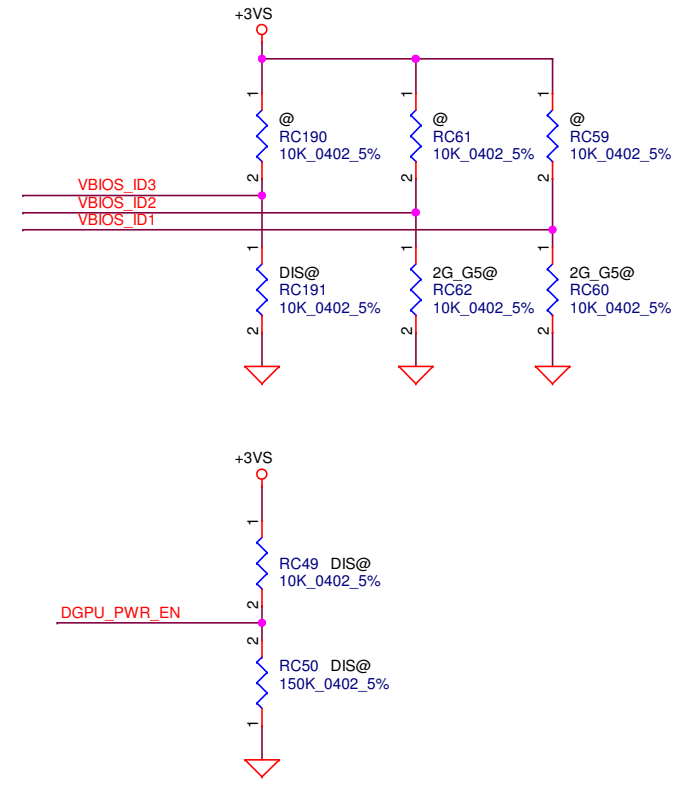 +3VS
1
1
1
@
RC190
10K_0402_5%
@
RC61
10K_0402_5%
@
RC59
10K_0402_5%
2
2
2
VBIOS_ID3
VBIOS_ID2
VBIOS_ID1
1
1
1
DIS@
RC191
10K_0402_5%
2G_G5@
RC62
10K_0402_5%
2G_G5@
RC60
10K_0402_5%
2
2
2
+3VS
1
RC49 DIS@
10K_0402_5%
2
DGPU_PWR_EN
2
RC50 DIS@
150K_0402_5%
1